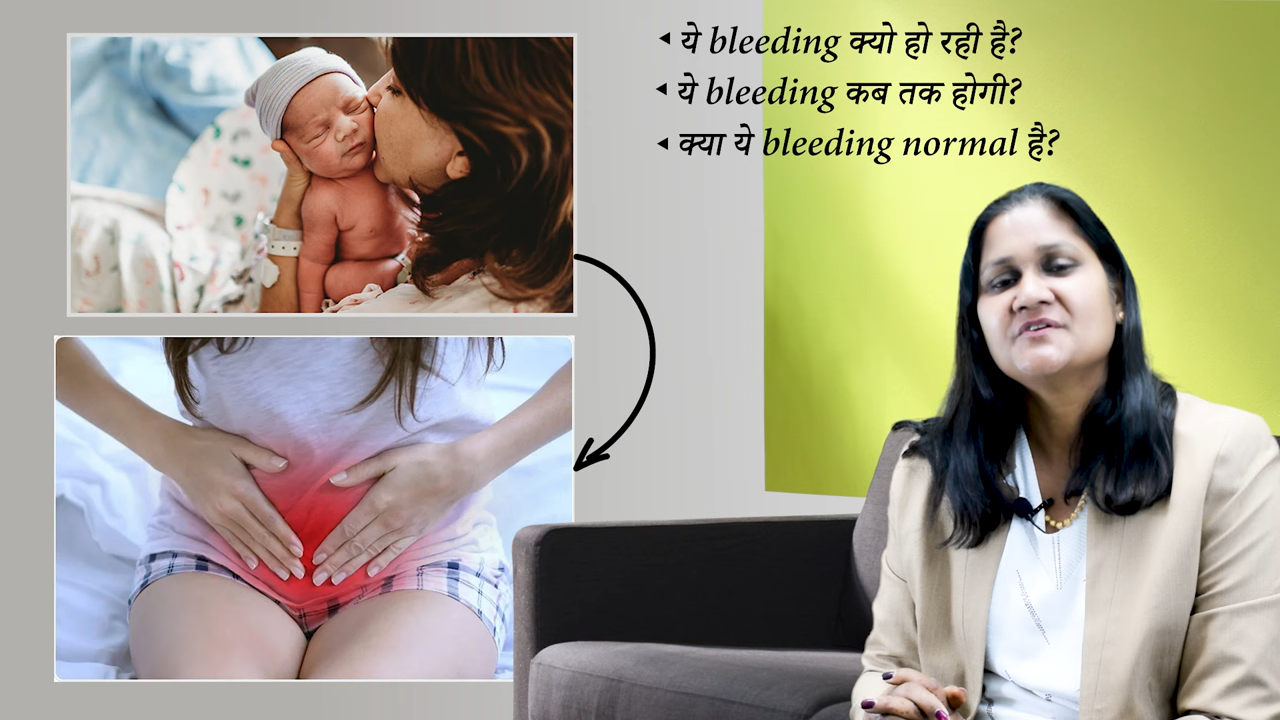 ये bleeding क्यो हो रही है?
ये bleeding कब तक होगी?
क्या ये bleeding normal है?